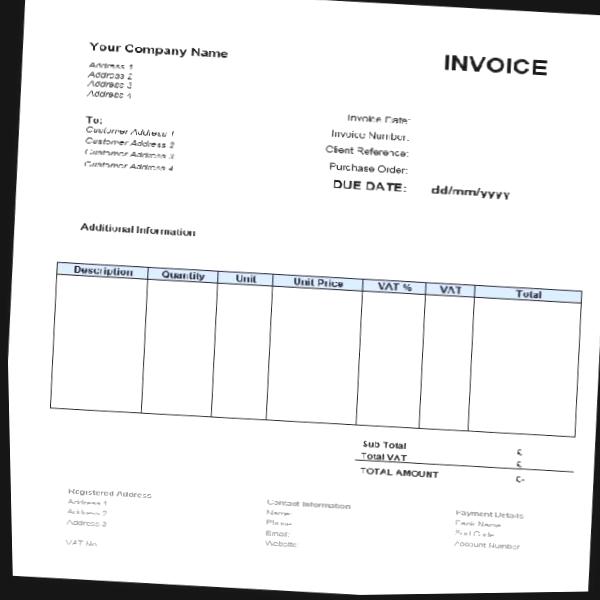 Your Company Name
INVOICE
Address 1
Address 2
Address 3
Address 4
Invoice Date:
To:
Customer Address 1
Invoice Number:
Customer Address 2
Client Reference:
Customer Address 3
Customer Address 4
Purchase Order:
DUE DATE: dd/mm/yyyy
Additional Information
Description Quantity Unit Unit Price VAT % VAT Total
Sub Total £
Total VAT £
TOTAL AMOUNT £-
Registered Address
Address 1
Address 2
Address 3
VAT No
Contact Information
Name:
Phone:
Email:
Website:
Payment Details
Bank Name
Sort Code
Account Number